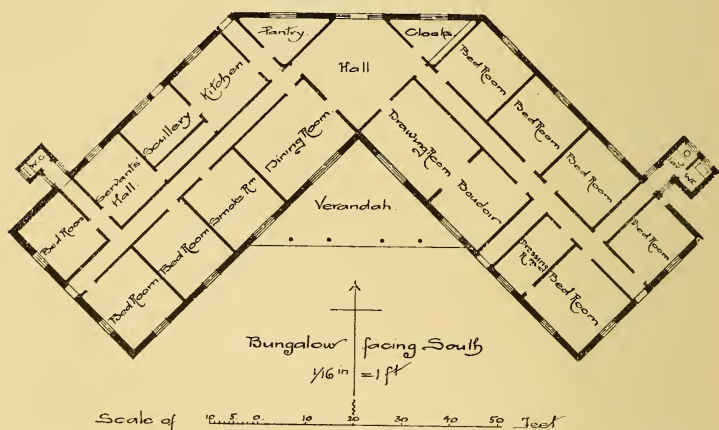 Pantry.
Cloaks.
Hall
Kitchen
Scullery
Servants' Hall.
W.C
Bed Room
Bed Room
Bed Room
Smoke Rm
Dining Room.
Verandah.
Drawing Room
Boudoir
Bed Room
Bed Room
Bed Room
WC
Bed Room
Dressing Rm
Bed Room
Bungalow facing South
1/16 in = 1 ft
Scale of 10 5 0 10 20 30 40 50 Feet